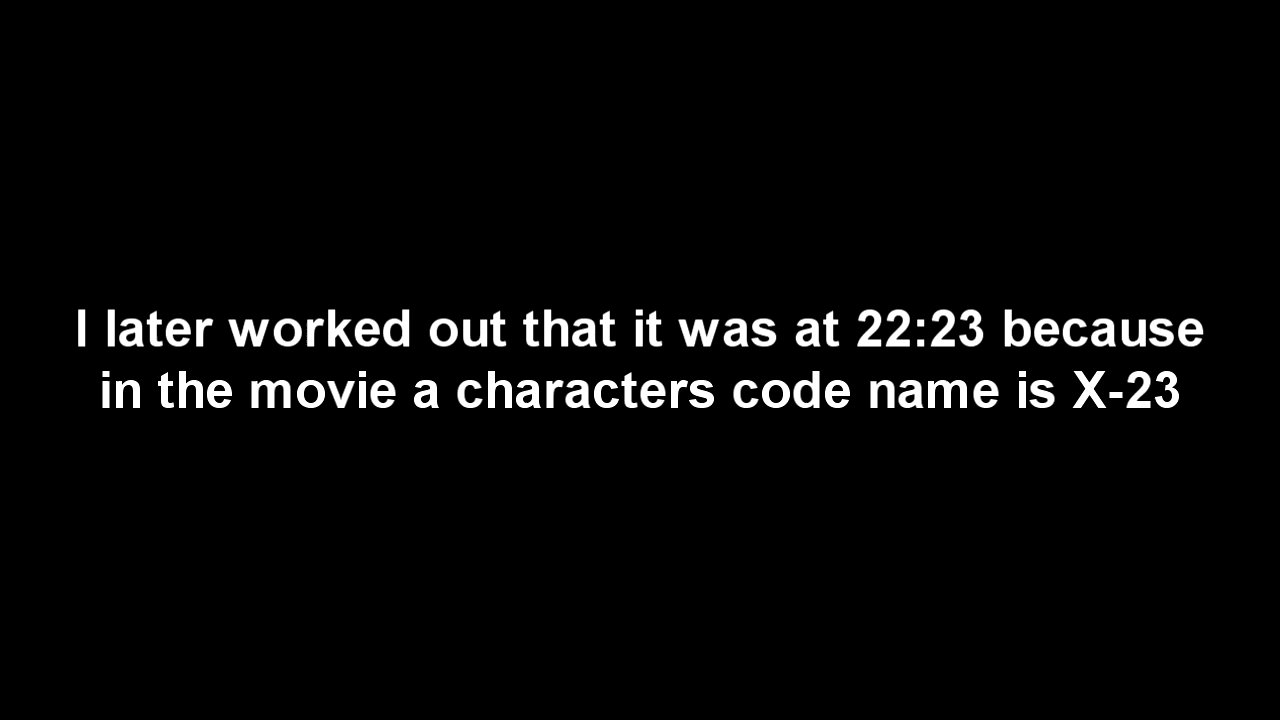 I later worked out that it was at 22:23 because
in the movie a characters code name is X-23